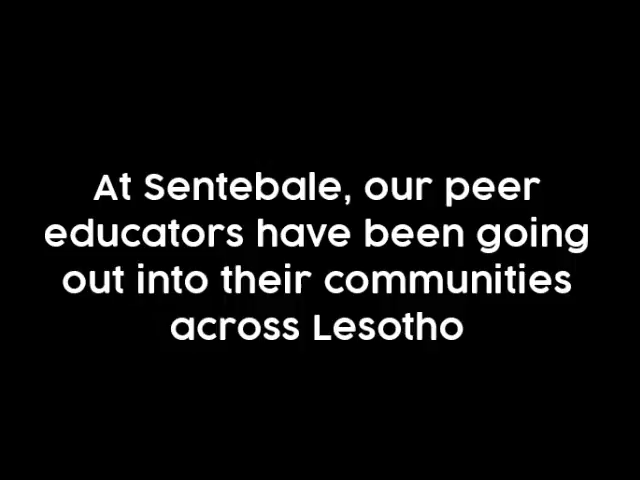 At Sentebale, our peer
educators have been going
out into their communities
across Lesotho